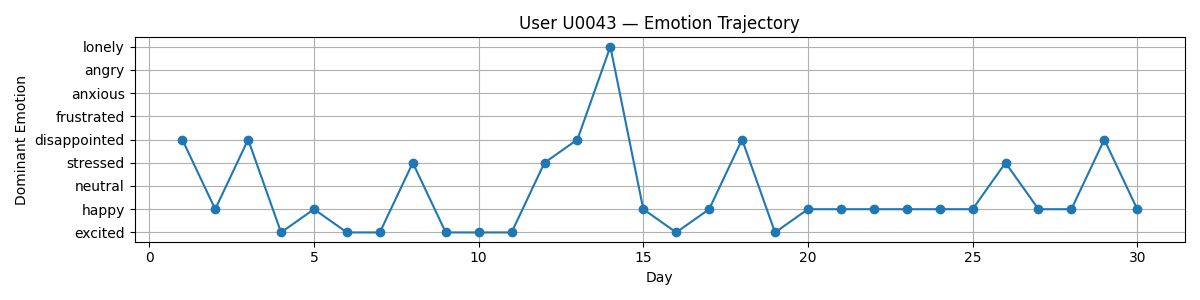 User U0043 — Emotion Trajectory
Dominant Emotion
lonely
angry
anxious
frustrated
disappointed
stressed
neutral
happy
excited
0 5 10 15 20 25 30
Day